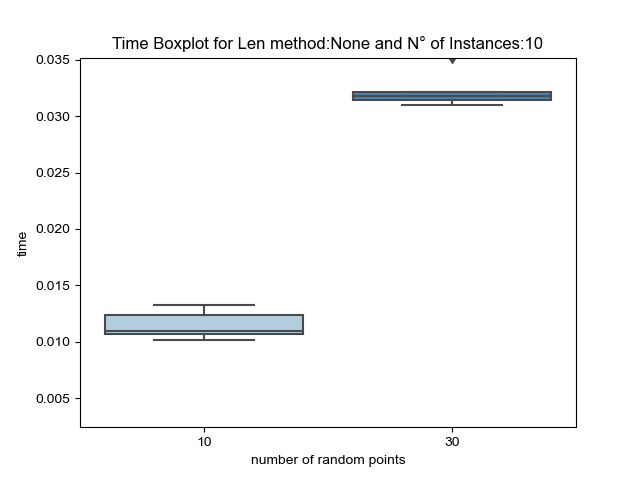 Time Boxplot for Len method:None and N° of Instances:10
0.035
0.030
0.025
0.020
0.015
0.010
0.005
time
10 30
number of random points